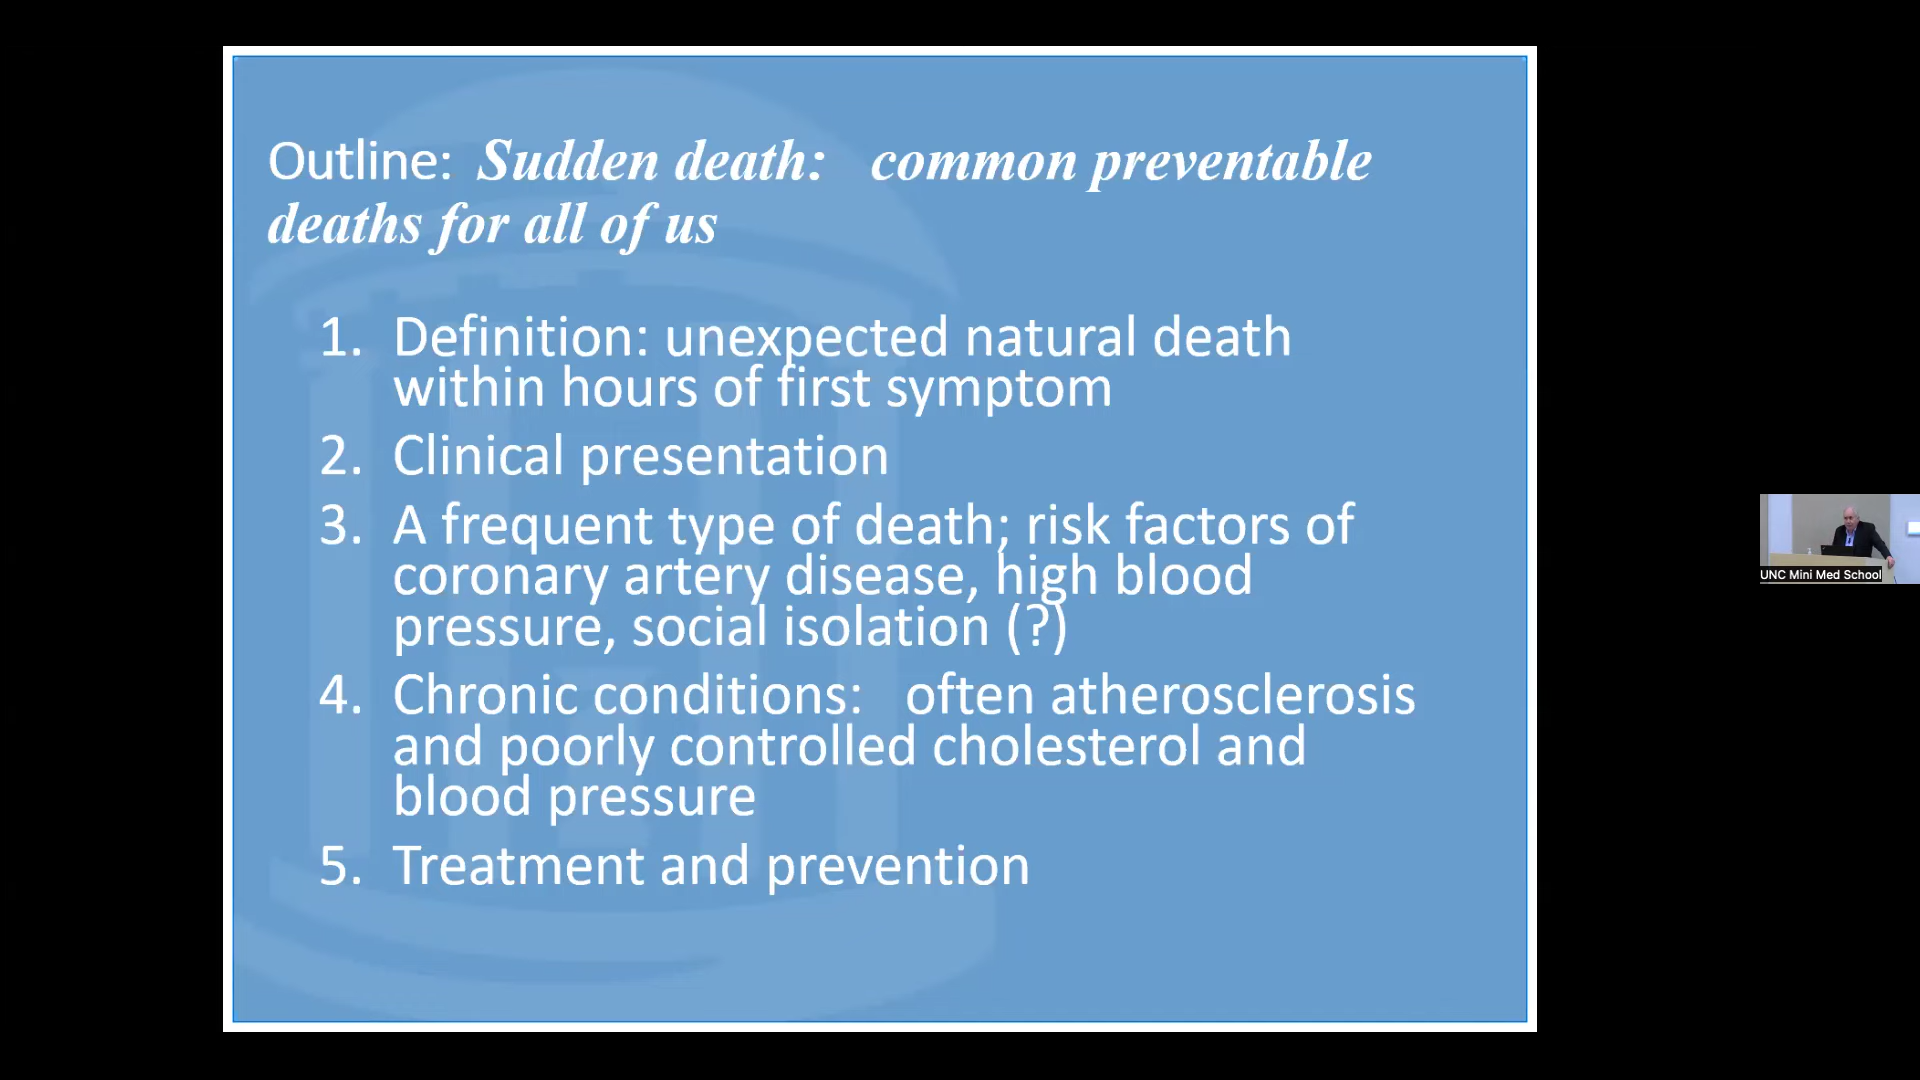 Outline: Sudden death: common preventable
deaths for all of us
1. Definition: unexpected natural death
within hours of first symptom
2. Clinical presentation
3. A frequent type of death; risk factors of
coronary artery disease, high blood
pressure, social isolation (?)
4. Chronic conditions: often atherosclerosis
and poorly controlled cholesterol and
blood pressure
5. Treatment and prevention
UNC Mini Med School